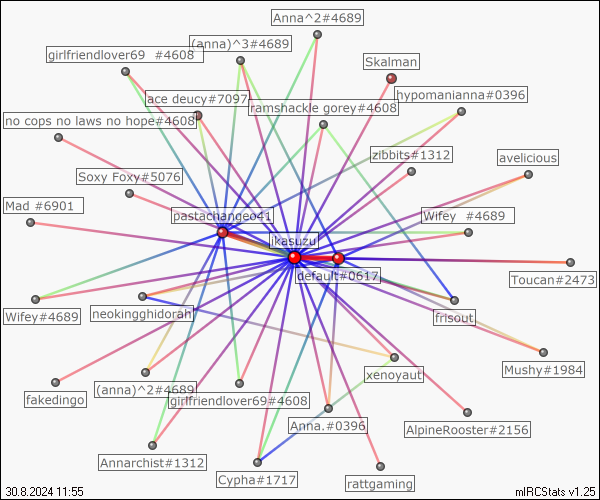 Anna^2#4689
(anna)^3#4689
girlfriendlover69 #4608
Skalman
hypomanianna#0396
ace deucy#7097
ramshackle gorey#4608
no cops no laws no hope#4608
zibbits#1312
avelicious
Soxy Foxy#5076
Mad #6901
pastachangeo41
Wifey #4689
ikasuzu
default#0617
Toucan#2473
Wifey#4689
neokingghidorah
frisout
Mushy#1984
xenoyaut
(anna)^2#4689
fakedingo
girlfriendlover69#4608
Anna.#0396
AlpineRooster#2156
Annarchist#1312
Cypha#1717
rattgaming
30.8.2024 11:55
mIRCStats v1.25